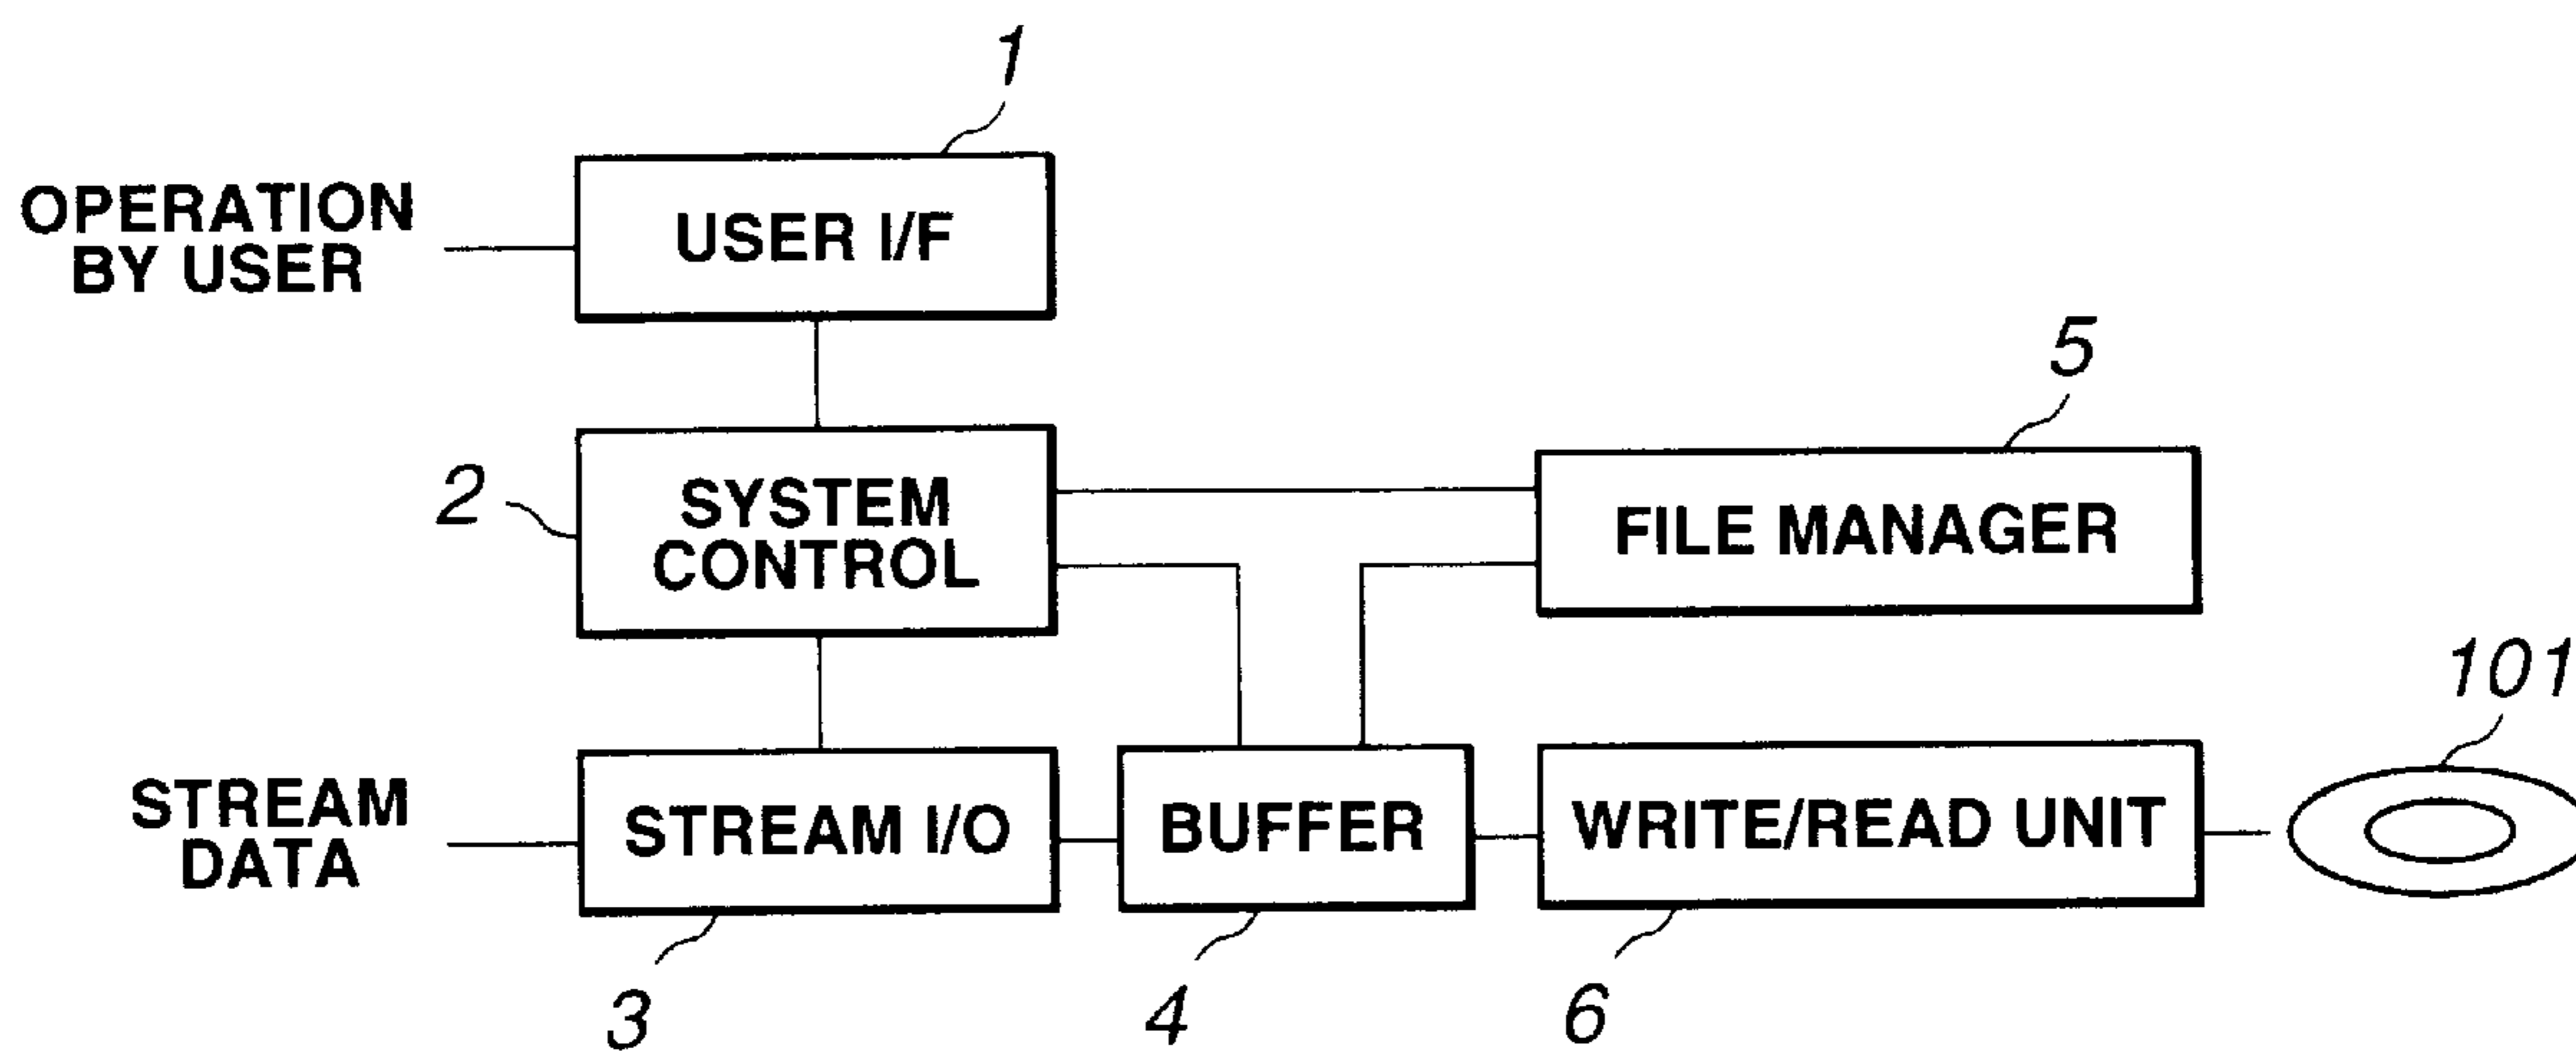 1
OPERATION
BY USER
USER I/F
5
2
SYSTEM
CONTROL
FILE MANAGER
101
STREAM
DATA
STREAM I/O
BUFFER
WRITE/READ UNIT
3
4
6